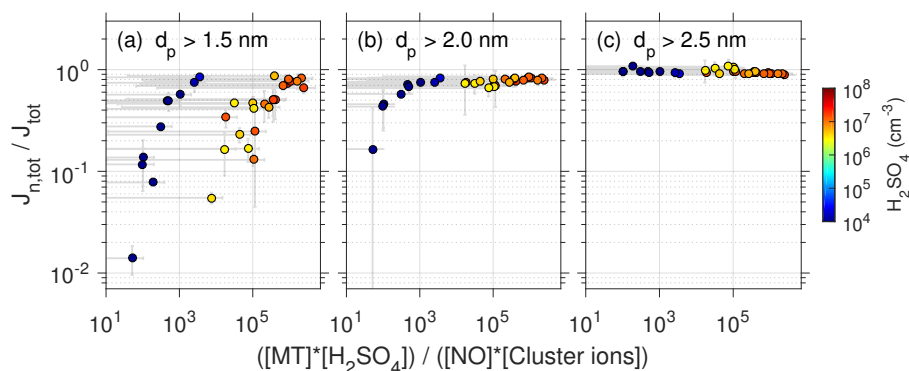 (a) d_p > 1.5 nm
(b) d_p > 2.0 nm
(c) d_p > 2.5 nm
J_n,tot / J_tot
10^0
10^-1
10^-2
10^1 10^3 10^5
10^1 10^3 10^5
10^1 10^3 10^5
([MT]*[H_2SO_4]) / ([NO]*[Cluster ions])
10^8
10^7
10^6
10^5
10^4
H_2SO_4 (cm^-3)